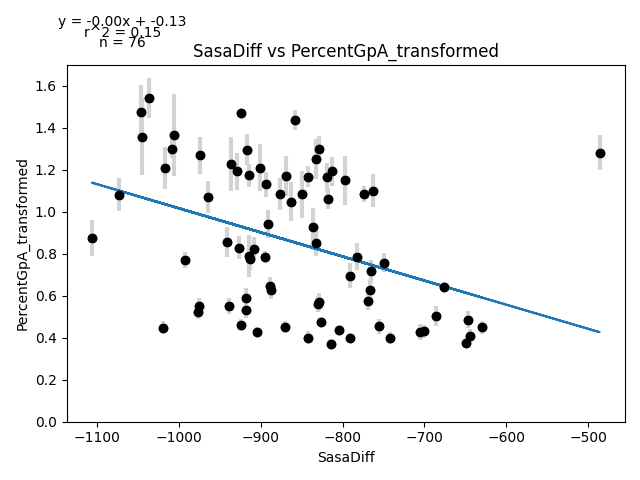 y = -0.00x + -0.13
r^2 = 0.15
n = 76
SasaDiff vs PercentGpA_transformed
1.6
1.4
1.2
1.0
0.8
0.6
0.4
0.2
0.0
PercentGpA_transformed
−1100 −1000 −900 −800 −700 −600 −500
SasaDiff